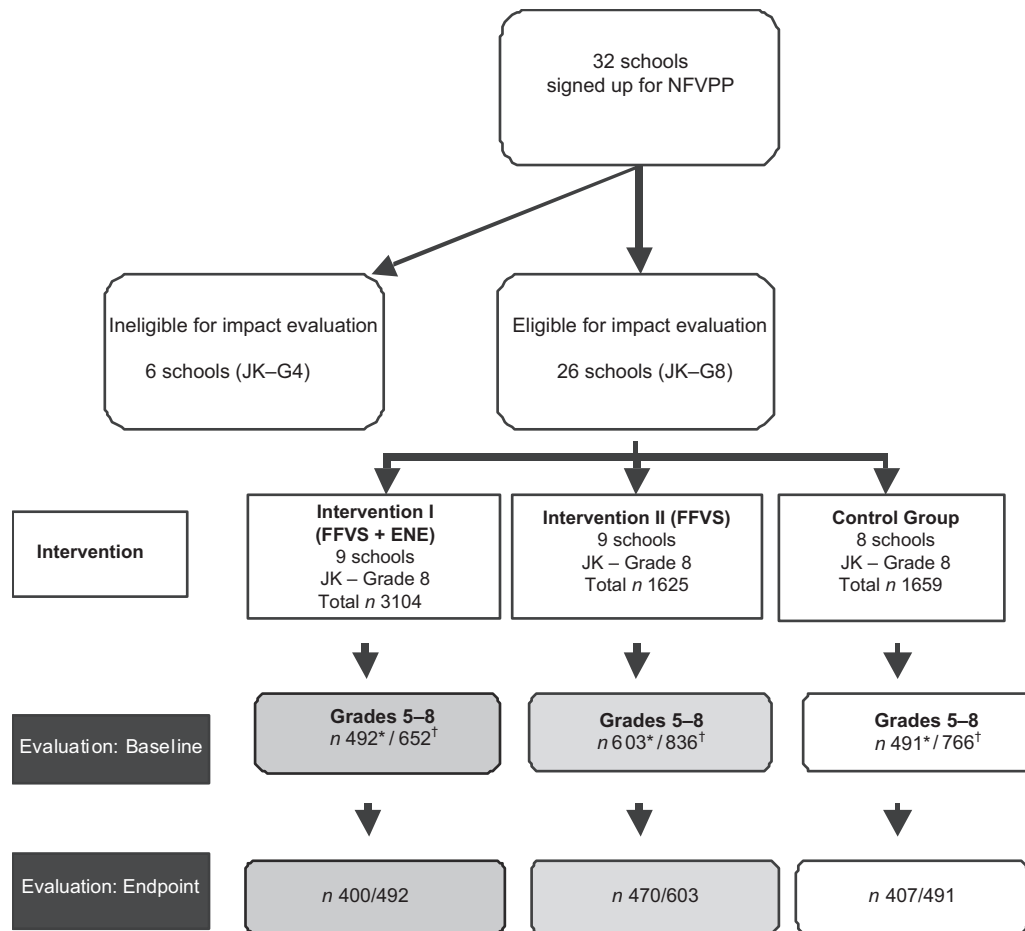 32 schools
signed up for NFVPP
Ineligible for impact evaluation
6 schools (JK–G4)
Eligible for impact evaluation
26 schools (JK–G8)
Intervention
Intervention I
(FFVS + ENE)
9 schools
JK – Grade 8
Total n 3104
Intervention II (FFVS)
9 schools
JK – Grade 8
Total n 1625
Control Group
8 schools
JK – Grade 8
Total n 1659
Evaluation: Baseline
Grades 5–8
n 492* / 652†
Grades 5–8
n 603* / 836†
Grades 5–8
n 491* / 766†
Evaluation: Endpoint
n 400/492
n 470/603
n 407/491